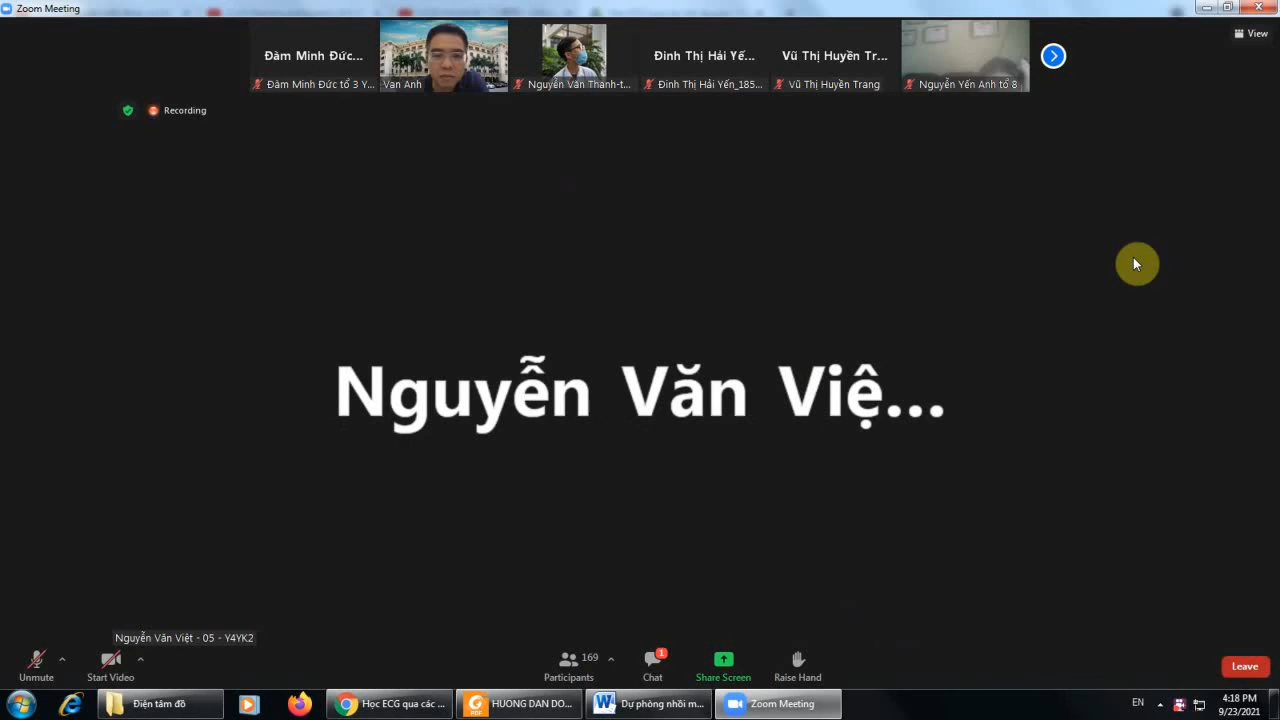 Zoom Meeting
View
Đàm Minh Đức...
Đinh Thị Hải Yế...
Vũ Thị Huyền Tr...
Đàm Minh Đức tổ 3 Y...
Van Anh
Nguyễn Văn Thanh-t...
Đinh Thị Hải Yến_185...
Vũ Thị Huyền Trang
Nguyễn Yến Anh tổ 8
Recording
Nguyễn Văn Việ...
Nguyễn Văn Việt - 05 - Y4YK2
Unmute
Start Video
169
Participants
1
Chat
Share Screen
Raise Hand
Leave
Điện tâm đồ
Học ECG qua các ...
HUONG DAN DO...
Dự phòng nhồi m...
Zoom Meeting
EN
4:18 PM
9/23/2021